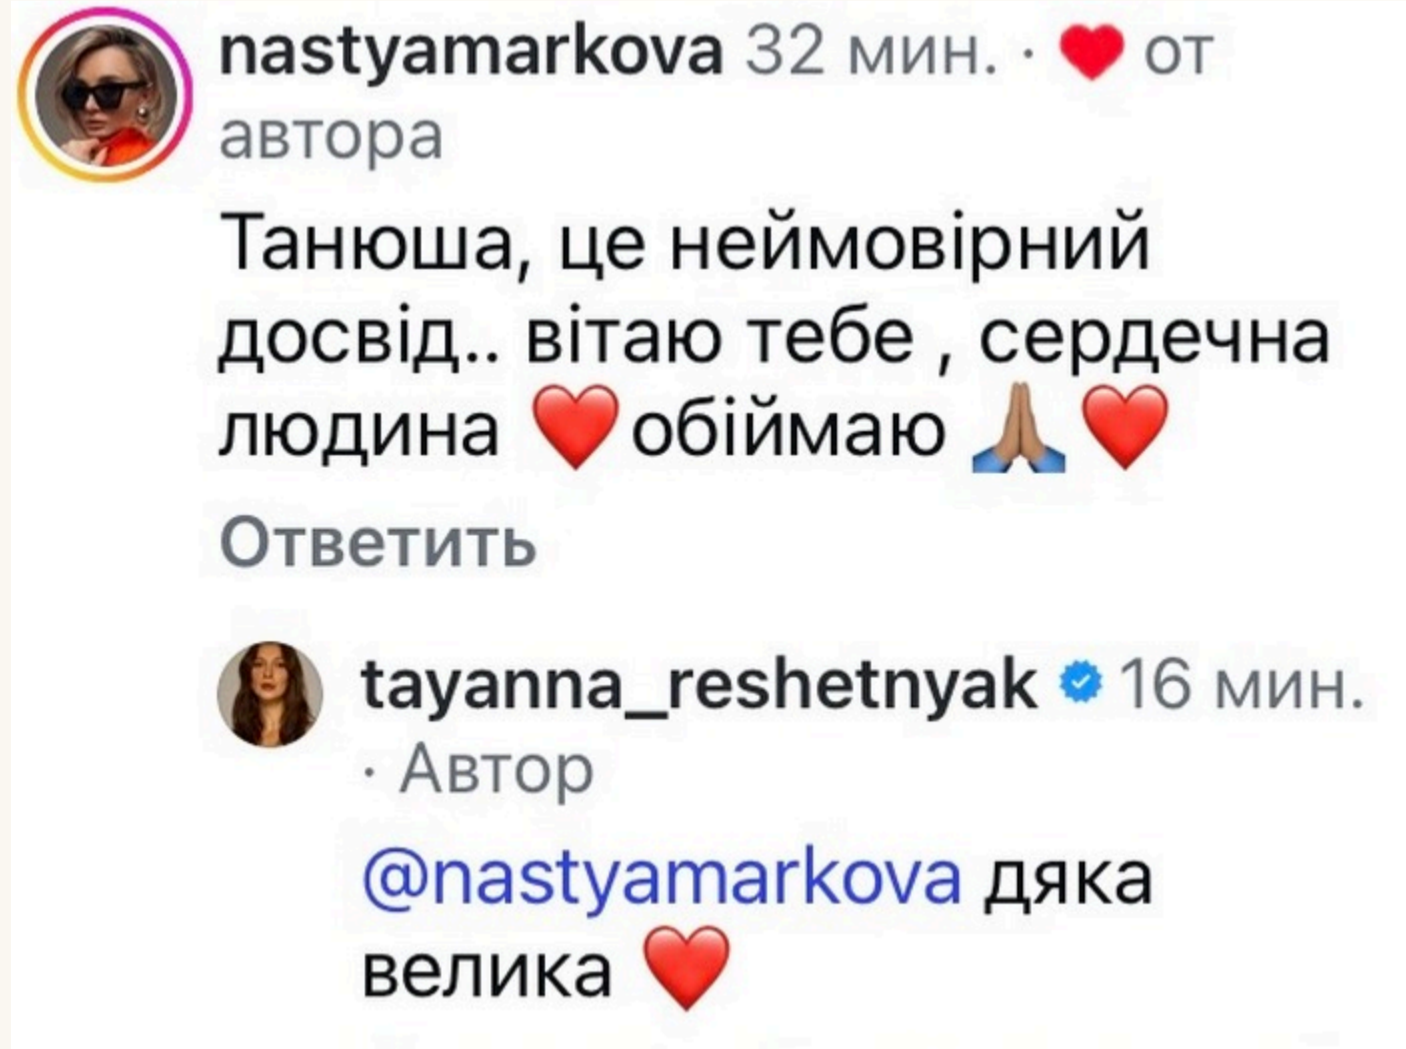 nastyamarkova 32 мин. · ❤️ от
автора
Танюша, це неймовірний
досвід.. вітаю тебе , сердечна
людина ❤️обіймаю 🙏🏽❤️
Ответить
tayanna_reshetnyak 16 мин.
· Автор
@nastyamarkova дяка
велика ❤️